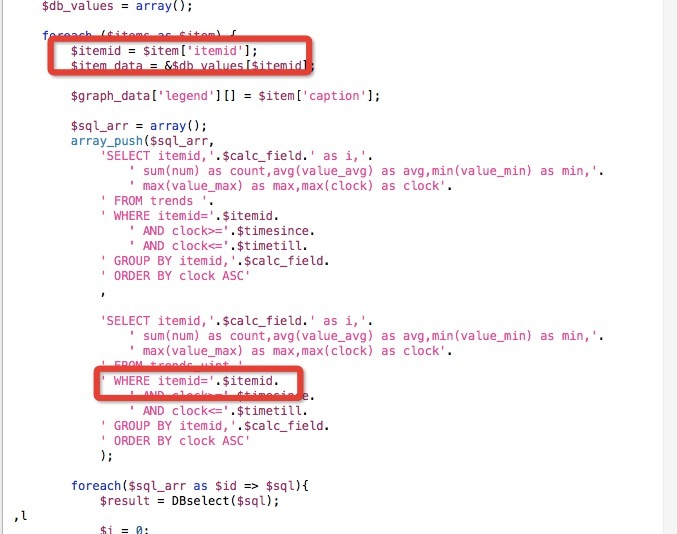 $db_values = array();
foreach ($items as $item) {
$itemid = $item['itemid'];
$item_data = &$db_values[$itemid];
$graph_data['legend'][] = $item['caption'];
$sql_arr = array();
array_push($sql_arr,
'SELECT itemid,'.$calc_field.' as i,'.
' sum(num) as count,avg(value_avg) as avg,min(value_min) as min,'.
' max(value_max) as max,max(clock) as clock'.
' FROM trends '.
' WHERE itemid='.$itemid.
' AND clock>='.$timesince.
' AND clock<='.$timetill.
' GROUP BY itemid,'.$calc_field.
' ORDER BY clock ASC'
,
'SELECT itemid,'.$calc_field.' as i,'.
' sum(num) as count,avg(value_avg) as avg,min(value_min) as min,'.
' max(value_max) as max,max(clock) as clock'.
' FROM trends_uint '.
' WHERE itemid='.$itemid.
' AND clock>='.$timesince.
' AND clock<='.$timetill.
' GROUP BY itemid,'.$calc_field.
' ORDER BY clock ASC'
);
foreach($sql_arr as $id => $sql){
$result = DBselect($sql);
,l
$i = 0;